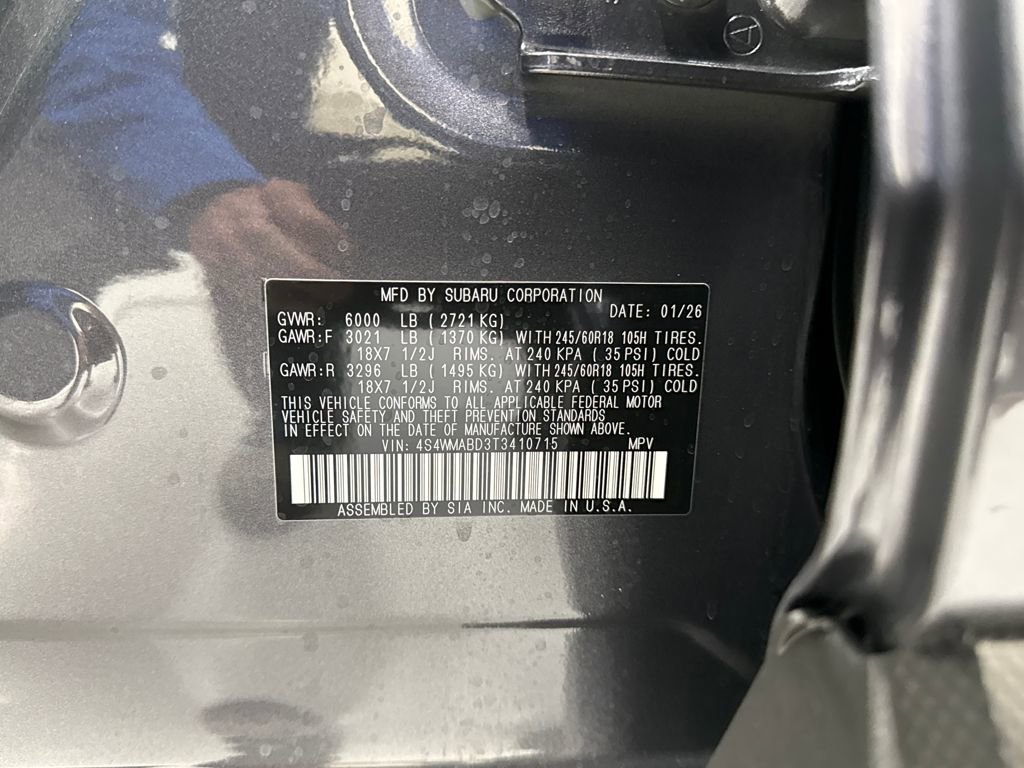 A
MFD BY SUBARU CORPORATION
DATE: 01/26
GVWR: 6000 LB (2721 KG)
GAWR:F 3021 LB (1370 KG) WITH 245/60R18 105H TIRES.
18X7 1/2J RIMS. AT 240 KPA (35 PSI) COLD
GAWR:R 3296 LB (1495 KG) WITH 245/60R18 105H TIRES.
18X7 1/2J RIMS. AT 240 KPA (35 PSI) COLD
THIS VEHICLE CONFORMS TO ALL APPLICABLE FEDERAL MOTOR
VEHICLE SAFETY AND THEFT PREVENTION STANDARDS
IN EFFECT ON THE DATE OF MANUFACTURE SHOWN ABOVE.
VIN: 4S4WMABD3T3410715 MPV
ASSEMBLED BY SIA INC. MADE IN U.S.A.